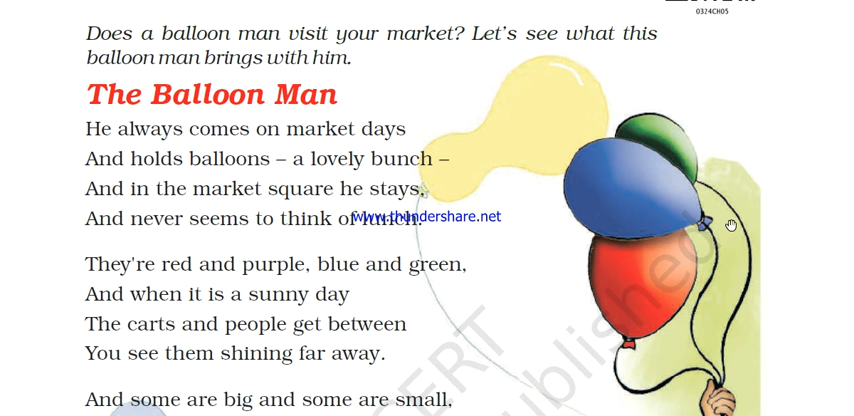 0324CH05
Does a balloon man visit your market? Let's see what this
balloon man brings with him.
The Balloon Man
He always comes on market days
And holds balloons – a lovely bunch –
And in the market square he stays,
And never seems to think of lunch.
www.thundershare.net
They're red and purple, blue and green,
And when it is a sunny day
The carts and people get between
You see them shining far away.
And some are big and some are small,